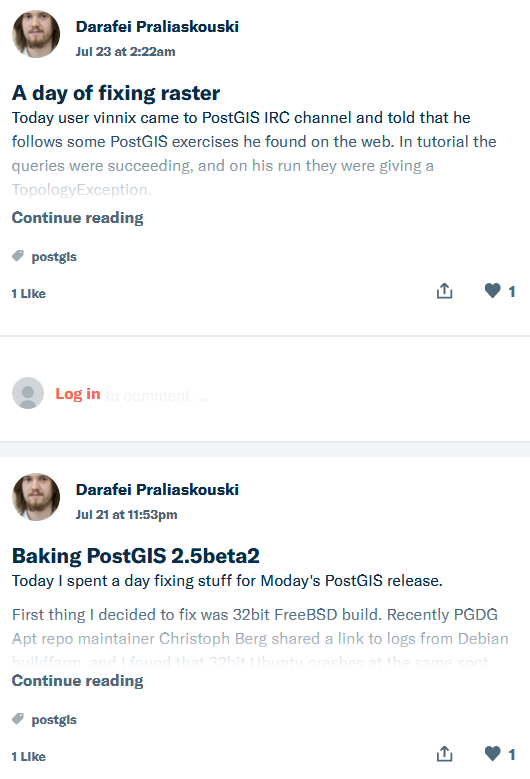 Darafei Praliaskouski
Jul 23 at 2:22am
A day of fixing raster
Today user vinnix came to PostGIS IRC channel and told that he
follows some PostGIS exercises he found on the web. In tutorial the
queries were succeeding, and on his run they were giving a
TopologyException.
Continue reading
postgis
1 Like
1
Log in to comment ...
Darafei Praliaskouski
Jul 21 at 11:53pm
Baking PostGIS 2.5beta2
Today I spent a day fixing stuff for Moday's PostGIS release.
First thing I decided to fix was 32bit FreeBSD build. Recently PGDG
Apt repo maintainer Christoph Berg shared a link to logs from Debian
buildfarm, and I found that 32bit Ubuntu crashes at the same spot
Continue reading
postgis
1 Like
1